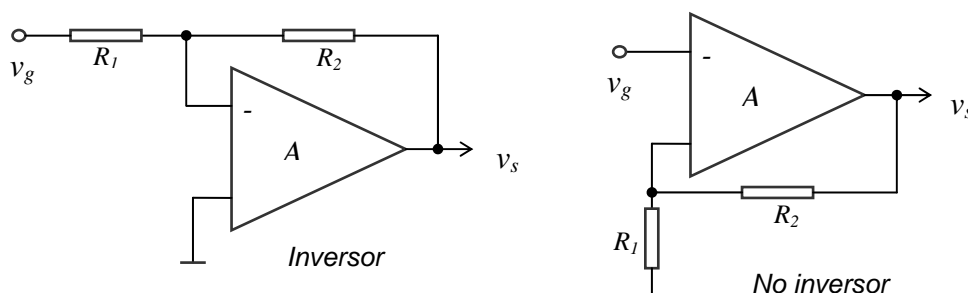 R1
R2
vg
-
A
vs
Inversor
vg
-
A
vs
R2
R1
No inversor